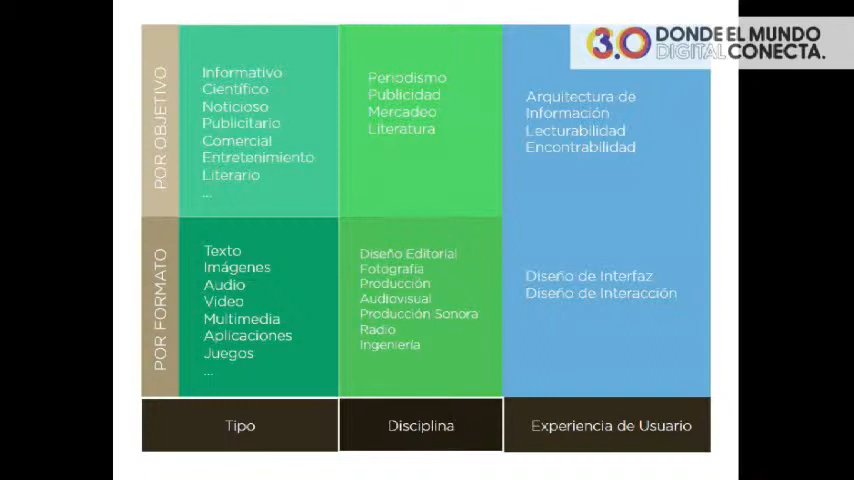 3.0 DONDE EL MUNDO
DIGITAL CONECTA.
POR OBJETIVO
Informativo
Científico
Noticioso
Publicitario
Comercial
Entretenimiento
Literario
...
Periodismo
Publicidad
Mercadeo
Literatura
Arquitectura de
Información
Lecturabilidad
Encontrabilidad
POR FORMATO
Texto
Imágenes
Audio
Video
Multimedia
Aplicaciones
Juegos
...
Diseño Editorial
Fotografía
Producción
Audiovisual
Producción Sonora
Radio
Ingeniería
Diseño de Interfaz
Diseño de Interacción
Tipo
Disciplina
Experiencia de Usuario